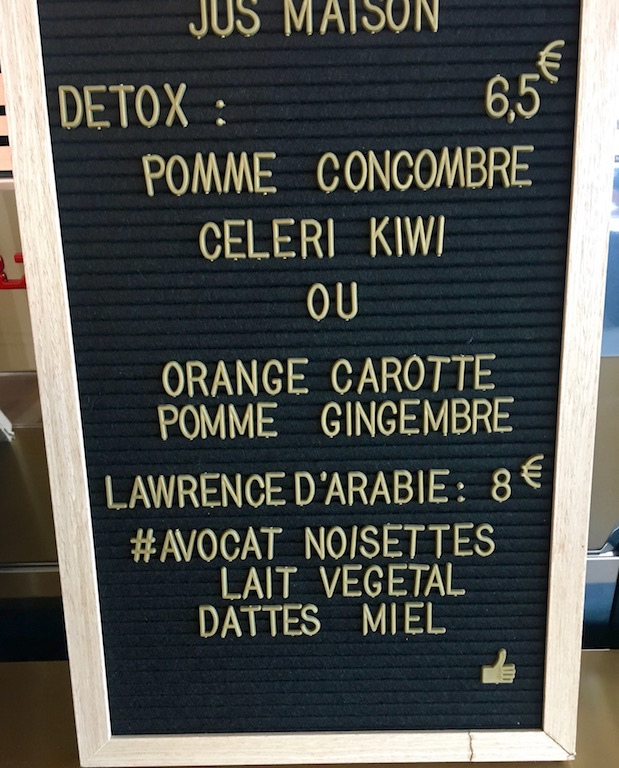 JUS MAISON
DETOX : 6,5€
POMME CONCOMBRE
CELERI KIWI
OU
ORANGE CAROTTE
POMME GINGEMBRE
LAWRENCE D'ARABIE : 8€
#AVOCAT NOISETTES
LAIT VEGETAL
DATTES MIEL